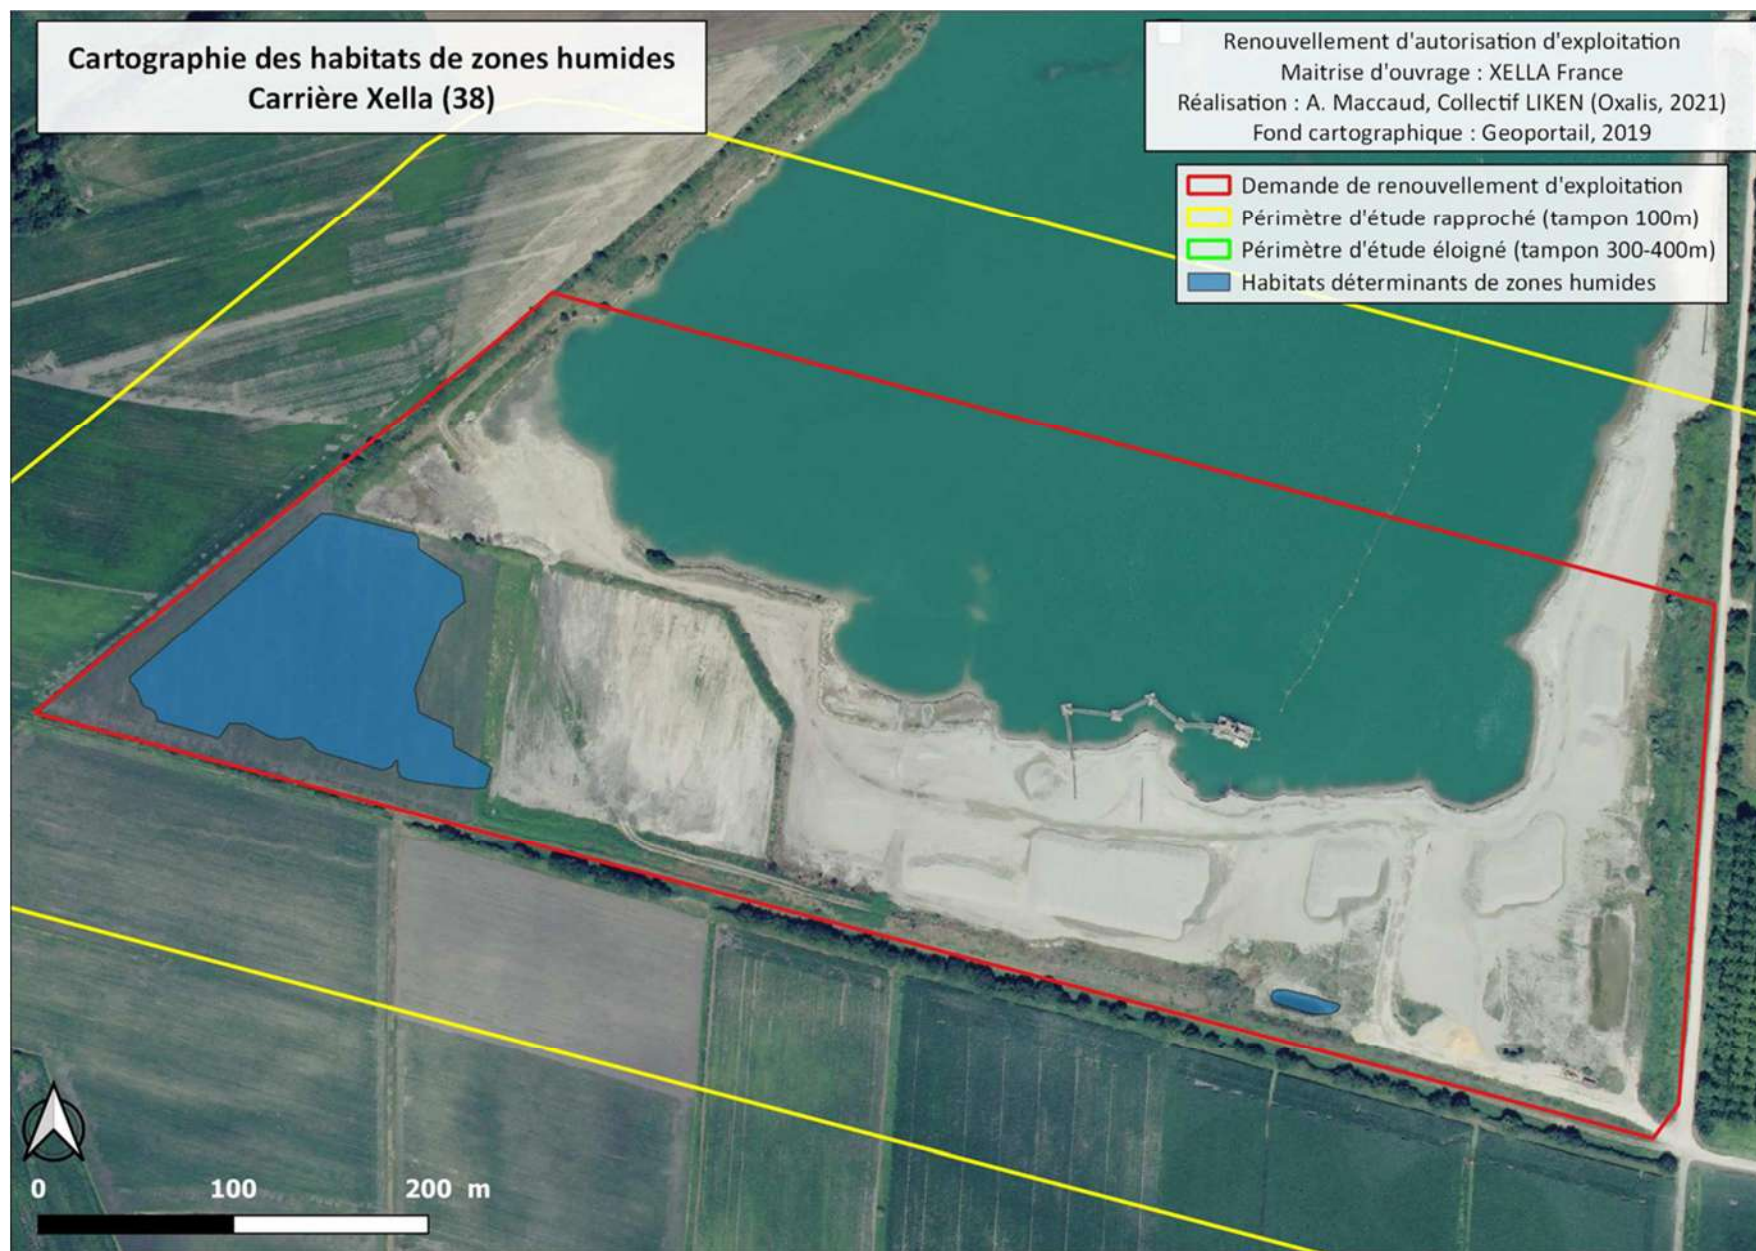 Cartographie des habitats de zones humides
Carrière Xella (38)
Renouvellement d'autorisation d'exploitation
Maitrise d'ouvrage : XELLA France
Réalisation : A. Maccaud, Collectif LIKEN (Oxalis, 2021)
Fond cartographique : Geoportail, 2019
Demande de renouvellement d'exploitation
Périmètre d'étude rapproché (tampon 100m)
Périmètre d'étude éloigné (tampon 300-400m)
Habitats déterminants de zones humides
0 100 200 m